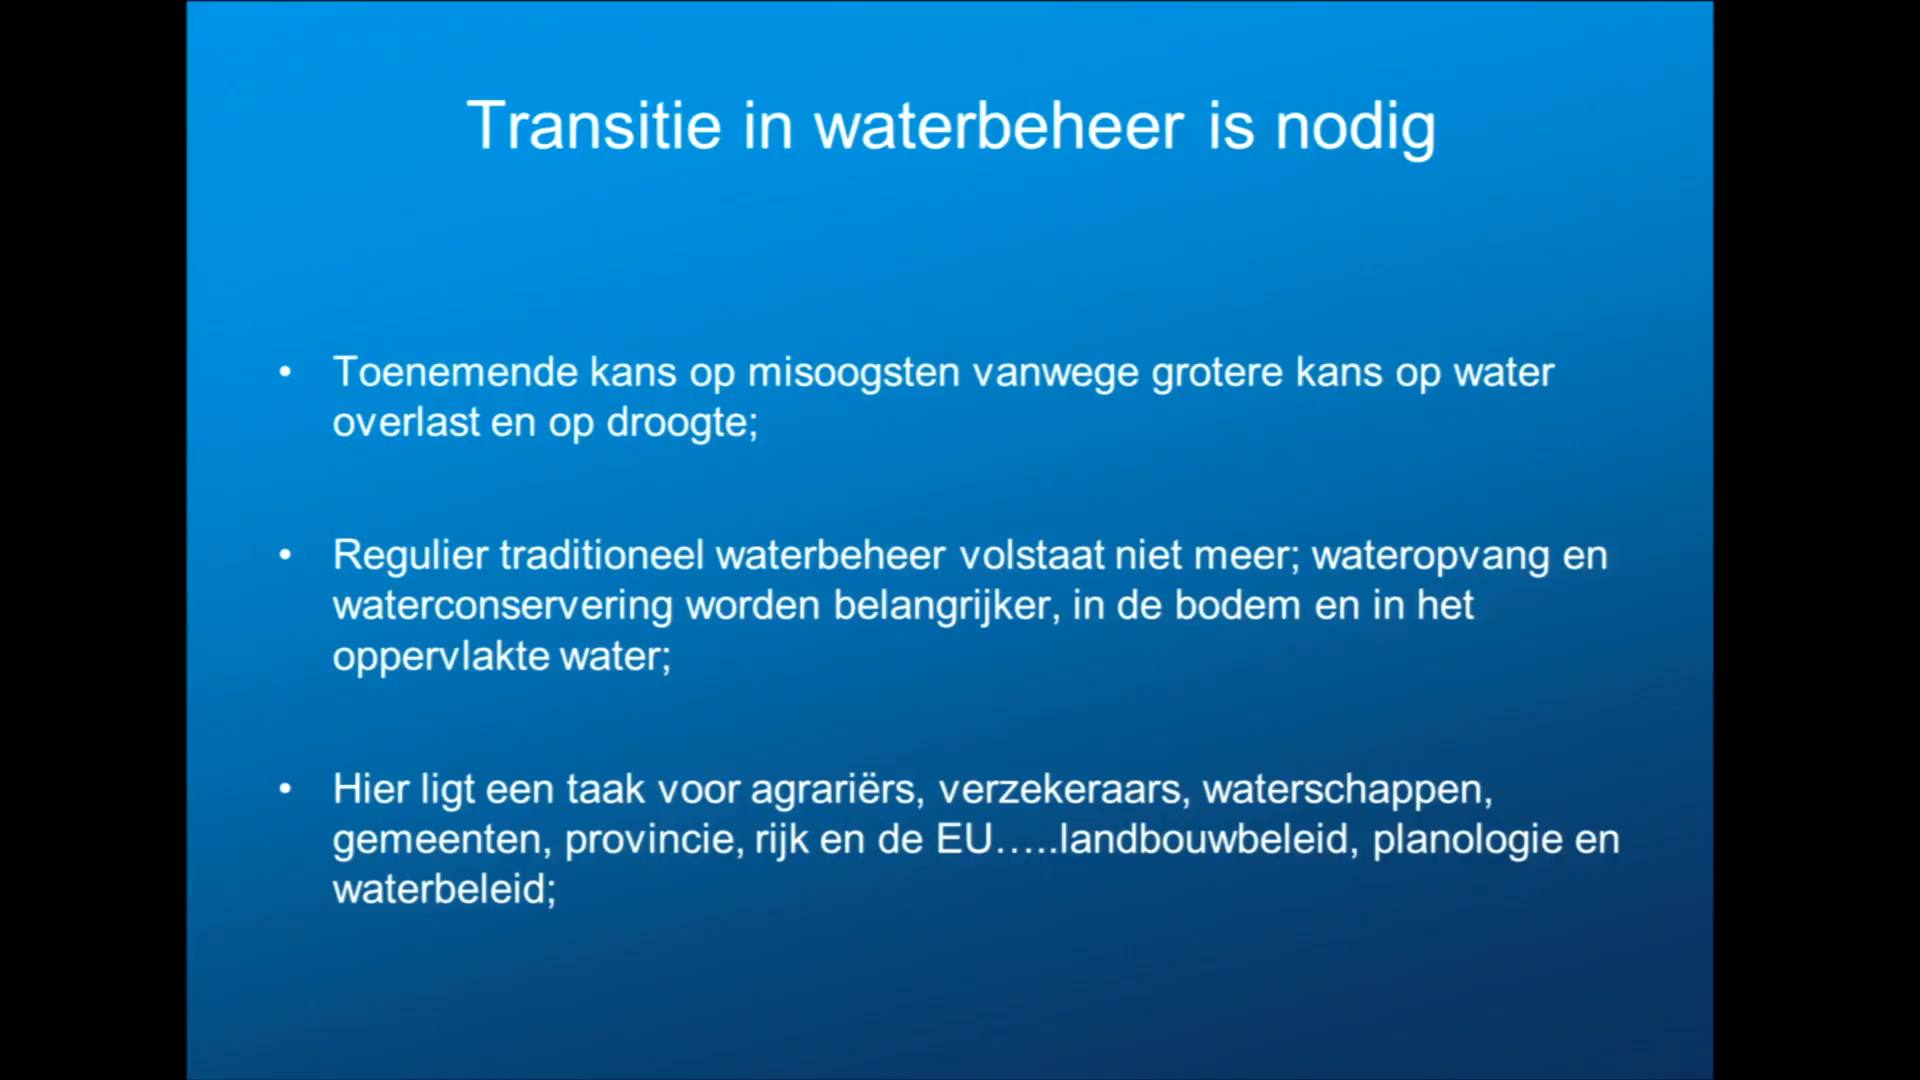 Transitie in waterbeheer is nodig
• Toenemende kans op misoogsten vanwege grotere kans op water
overlast en op droogte;
• Regulier traditioneel waterbeheer volstaat niet meer; wateropvang en
waterconservering worden belangrijker, in de bodem en in het
oppervlakte water;
• Hier ligt een taak voor agrariërs, verzekeraars, waterschappen,
gemeenten, provincie, rijk en de EU…..landbouwbeleid, planologie en
waterbeleid;